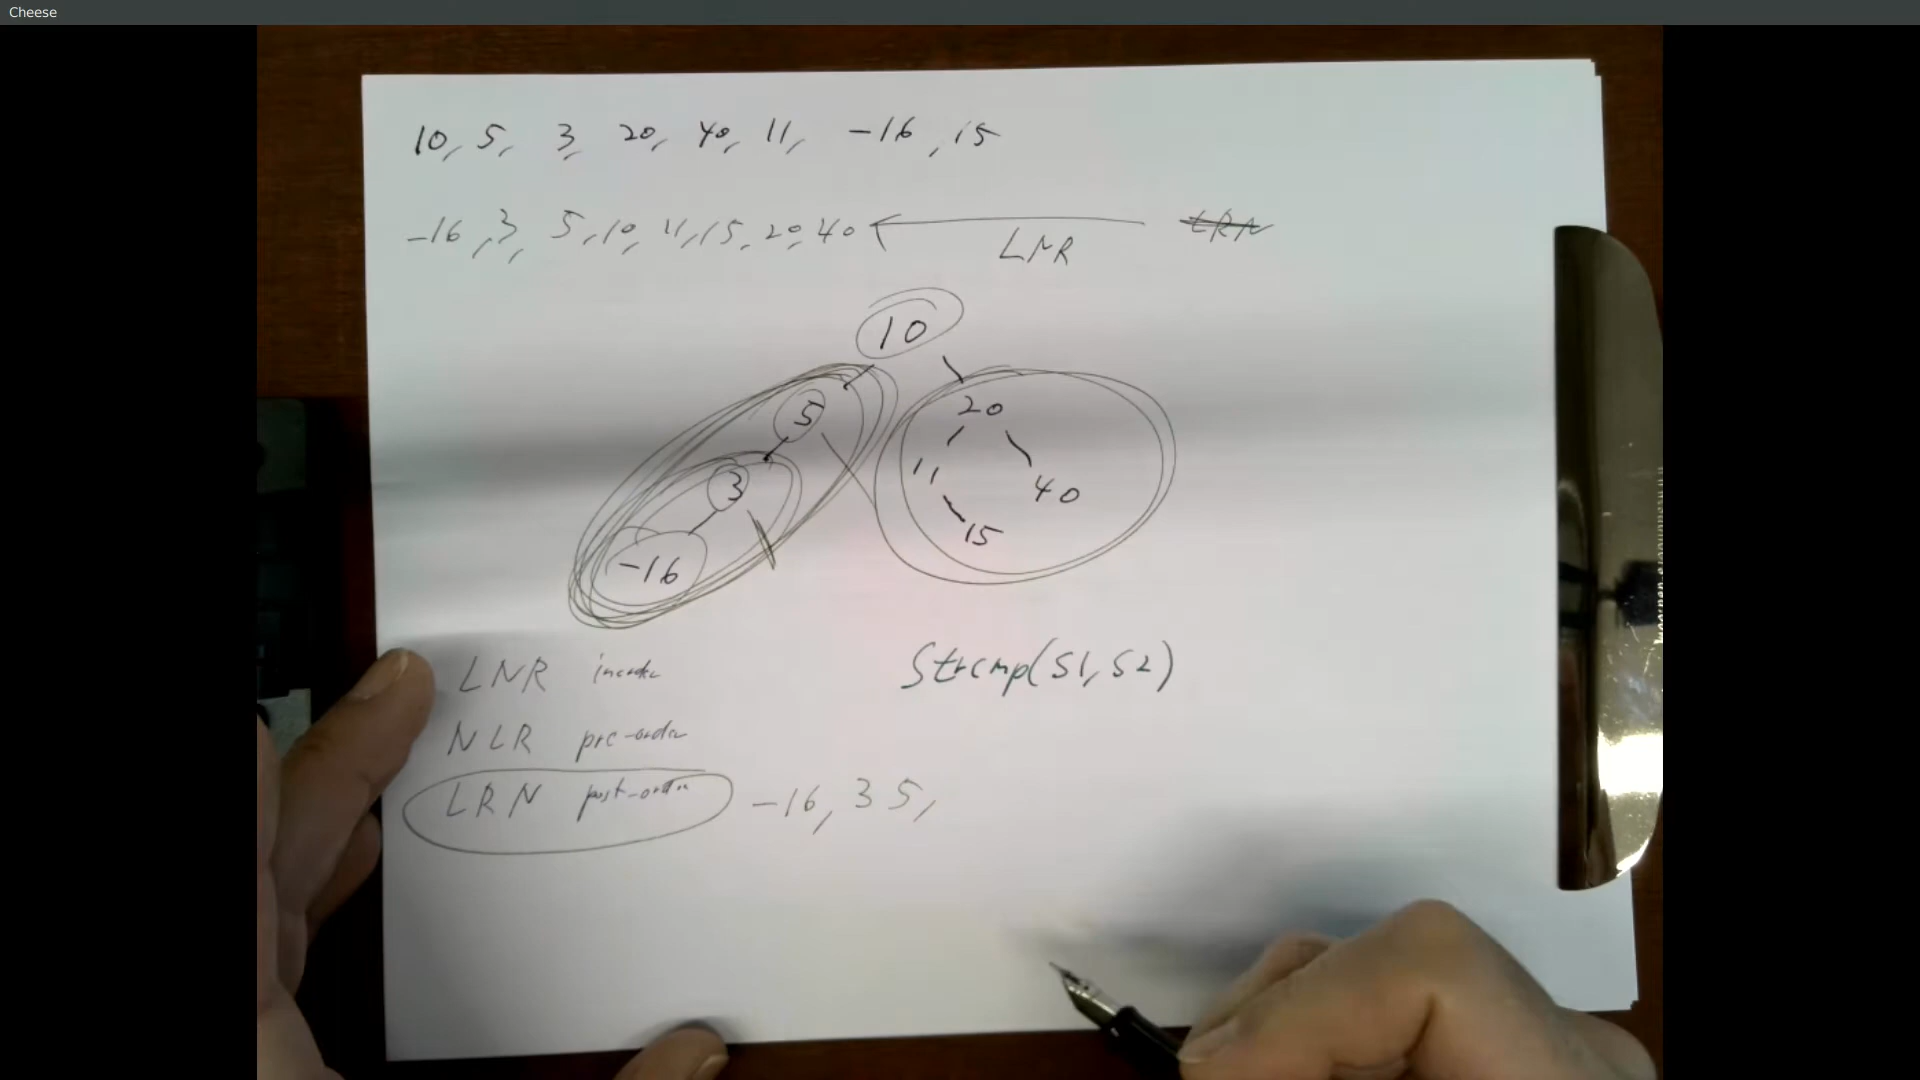 Cheese
10, 5, 3, 20, 40, 11, -16, 15
-16, 3, 5, 10, 11, 15, 20, 40
LNR
LRN
10
5
20
3
11
40
-16
15
LNR inorder
Strcmp(S1, S2)
NLR pre-order
LRN post-order -16, 3 5,